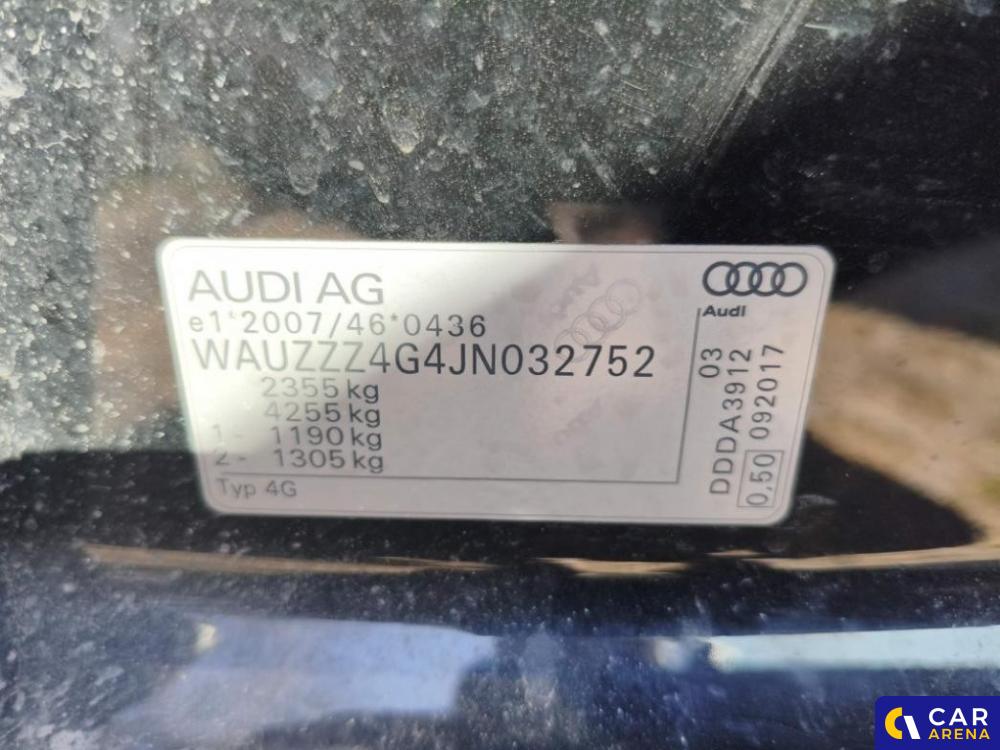 AUDI AG
e1*2007/46*0436
WAUZZZ4G4JN032752
2355 kg
4255 kg
1- 1190 kg
2- 1305 kg
Typ 4G
Audi
03
DDDA3912
0,50 092017
CAR
ARENA